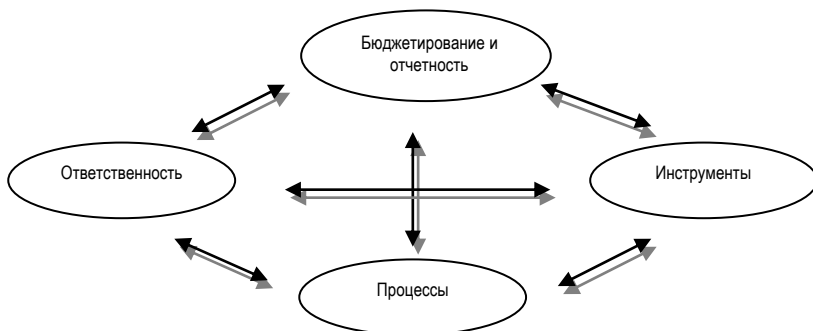 Бюджетирование и
отчетность
Ответственность
Инструменты
Процессы